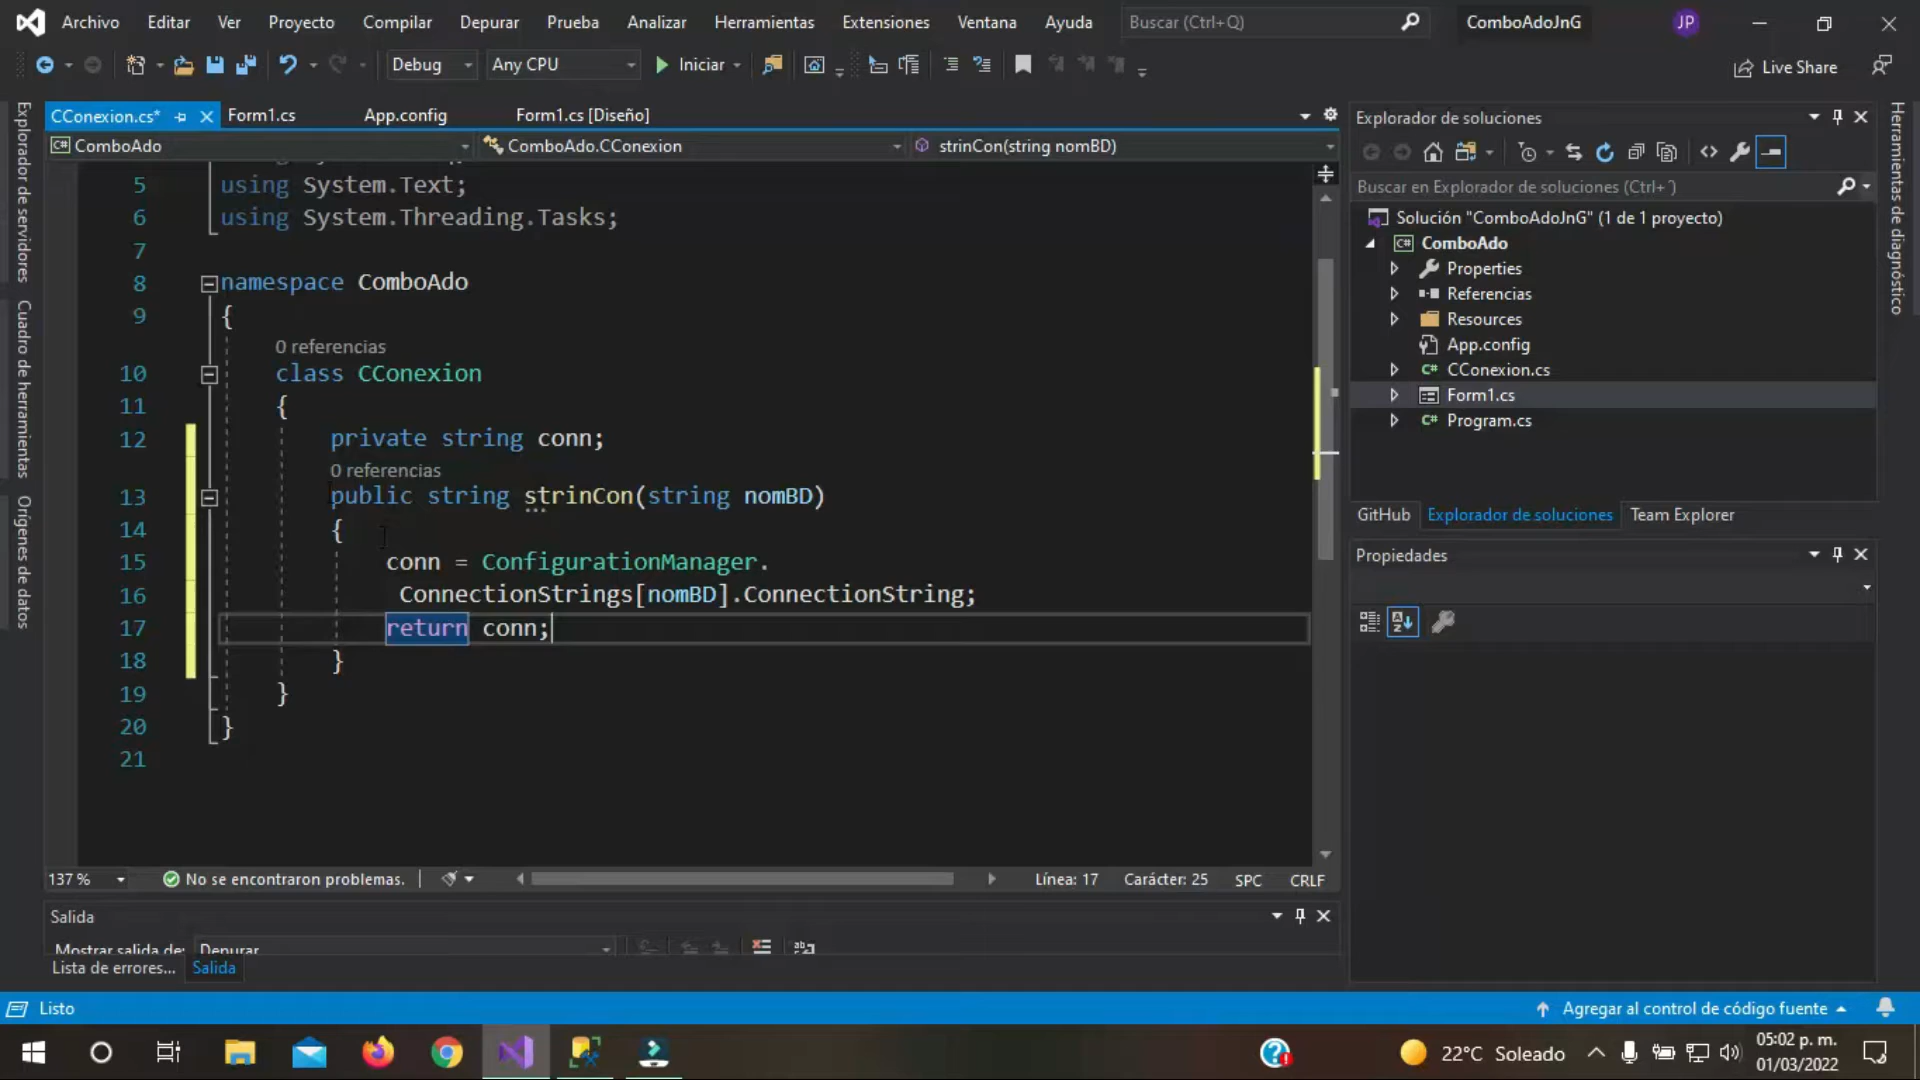 Archivo Editar Ver Proyecto Compilar Depurar Prueba Analizar Herramientas Extensiones Ventana Ayuda Buscar (Ctrl+Q) ComboAdoJnG JP
Debug Any CPU Iniciar Live Share
CConexion.cs* Form1.cs App.config Form1.cs [Diseño]
ComboAdo ComboAdo.CConexion strinCon(string nomBD)
5 using System.Text;
6 using System.Threading.Tasks;
7
8 namespace ComboAdo
9 {
0 referencias
10 class CConexion
11 {
12 private string conn;
0 referencias
13 public string strinCon(string nomBD)
14 {
15 conn = ConfigurationManager.
16 ConnectionStrings[nomBD].ConnectionString;
17 return conn;
18 }
19 }
20 }
21
137 % No se encontraron problemas. Línea: 17 Carácter: 25 SPC CRLF
Salida
Mostrar salida de: Depurar
Lista de errores... Salida
Explorador de servidores
Cuadro de herramientas
Orígenes de datos
Explorador de soluciones
Buscar en Explorador de soluciones (Ctrl+´)
Solución "ComboAdoJnG" (1 de 1 proyecto)
ComboAdo
Properties
Referencias
Resources
App.config
CConexion.cs
Form1.cs
Program.cs
GitHub Explorador de soluciones Team Explorer
Propiedades
Herramientas de diagnóstico
Listo Agregar al control de código fuente
22°C Soleado
05:02 p. m.
01/03/2022